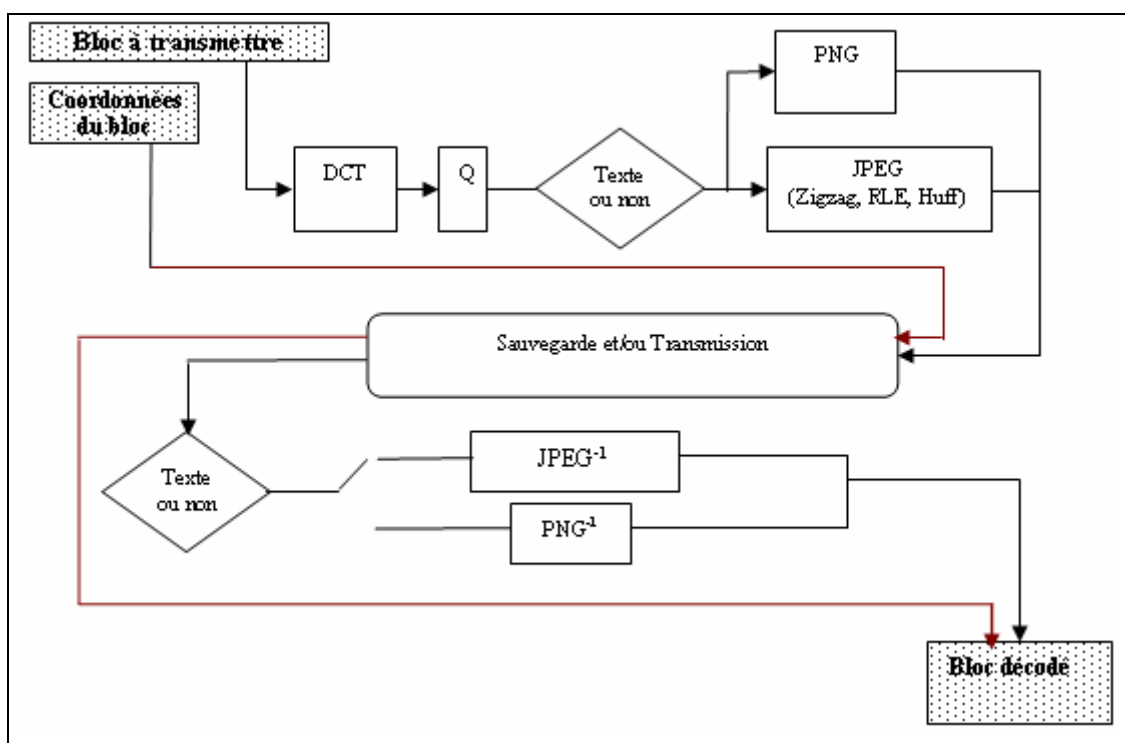 Bloc à transmettre
Coordonnées
du bloc
DCT
Q
Texte
ou non
PNG
JPEG
(Zigzag, RLE, Huff)
Sauvegarde et/ou Transmission
Texte
ou non
JPEG⁻¹
PNG⁻¹
Bloc décodé